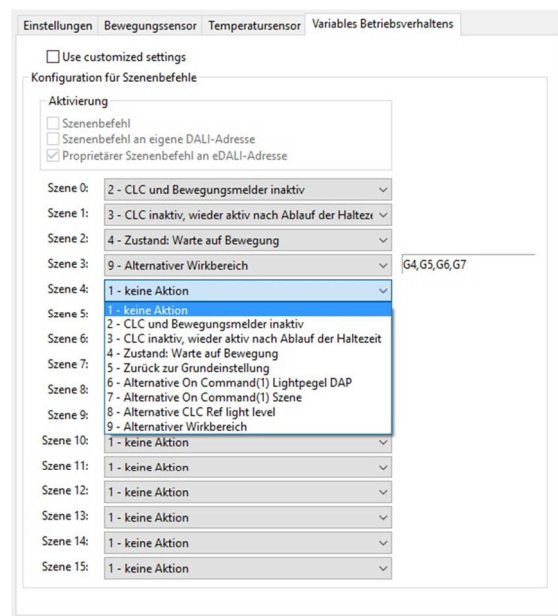 Einstellungen Bewegungssensor Temperatursensor Variables Betriebsverhaltens
Use customized settings
Konfiguration für Szenenbefehle
Aktivierung
Szenenbefehl
Szenenbefehl an eigene DALI-Adresse
Proprietärer Szenenbefehl an eDALI-Adresse
Szene 0: 2 - CLC und Bewegungsmelder inaktiv
Szene 1: 3 - CLC inaktiv, wieder aktiv nach Ablauf der Halteze
Szene 2: 4 - Zustand: Warte auf Bewegung
Szene 3: 9 - Alternativer Wirkbereich G4,G5,G6,G7
Szene 4: 1 - keine Aktion
Szene 5: 1 - keine Aktion
2 - CLC und Bewegungsmelder inaktiv
Szene 6: 3 - CLC inaktiv, wieder aktiv nach Ablauf der Haltezeit
4 - Zustand: Warte auf Bewegung
Szene 7: 5 - Zurück zur Grundeinstellung
Szene 8: 6 - Alternative On Command(1) Lightpegel DAP
7 - Alternative On Command(1) Szene
Szene 9: 8 - Alternative CLC Ref light level
9 - Alternativer Wirkbereich
Szene 10: 1 - keine Aktion
Szene 11: 1 - keine Aktion
Szene 12: 1 - keine Aktion
Szene 13: 1 - keine Aktion
Szene 14: 1 - keine Aktion
Szene 15: 1 - keine Aktion